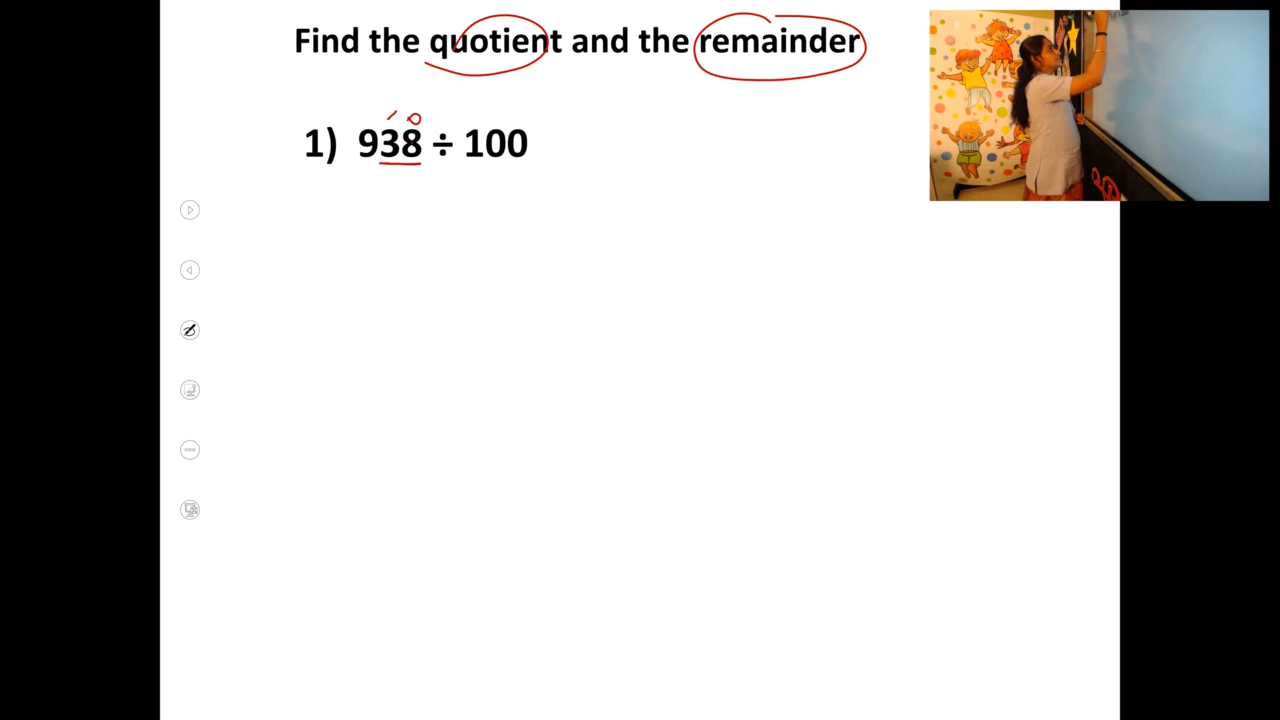 Find the quotient and the remainder
1) 938 ÷ 100